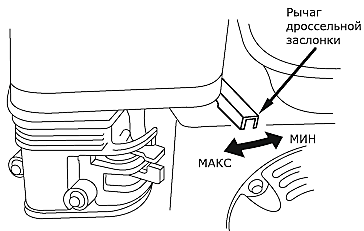 Рычаг
дроссельной
заслонки
МИН
МАКС